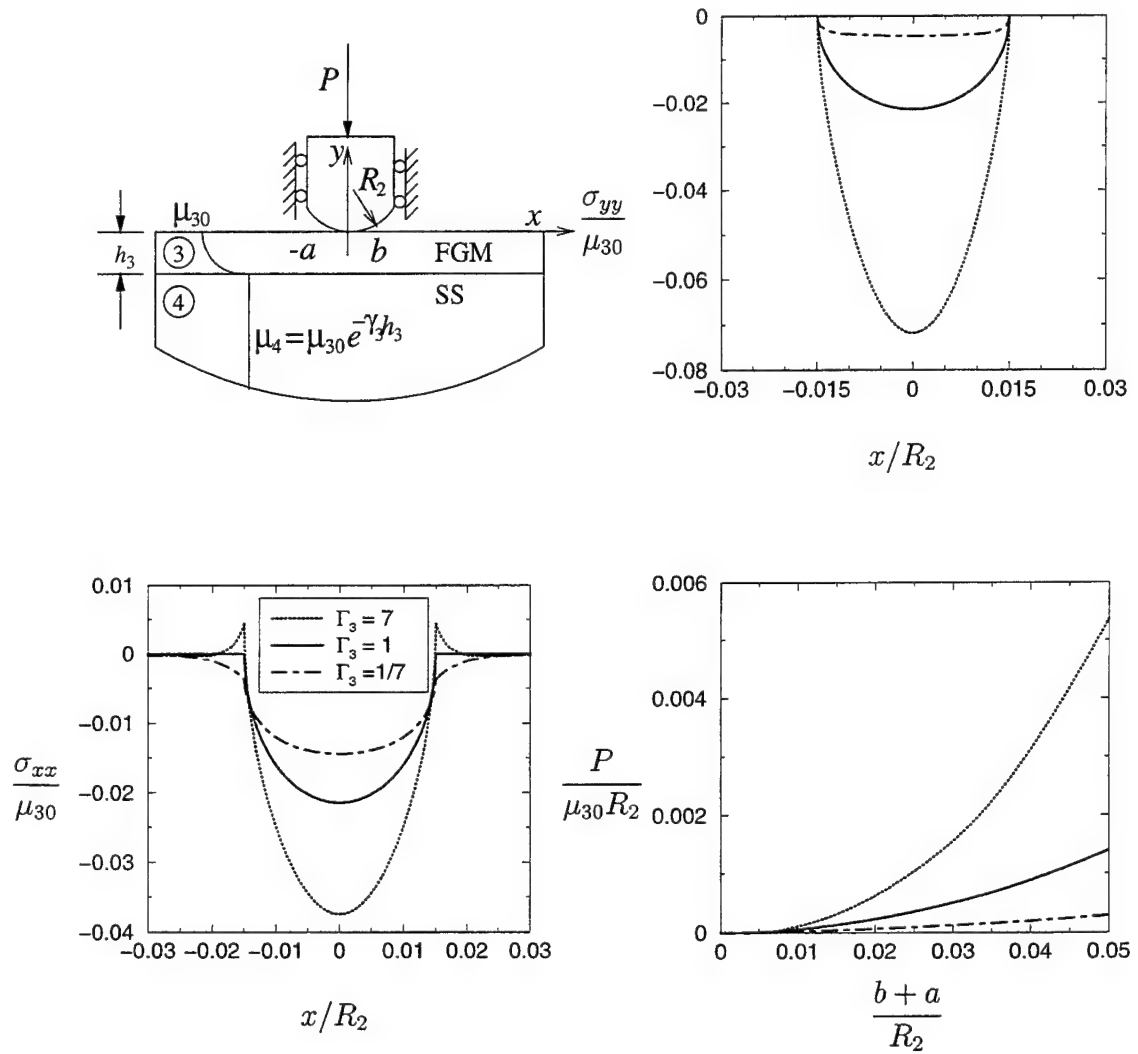 P
y
R₂
μ₃₀
x
h₃
③
-a
b
FGM
④
SS
μ₄=μ₃₀e^{-γ₃h₃}
σ_{yy}/μ₃₀
0
−0.02
−0.04
−0.06
−0.08
−0.03 −0.015 0 0.015 0.03
x/R₂
σ_{xx}/μ₃₀
0.01
0
−0.01
−0.02
−0.03
−0.04
Γ₃ = 7
Γ₃ = 1
Γ₃ =1/7
−0.03 −0.02 −0.01 0 0.01 0.02 0.03
x/R₂
P/μ₃₀R₂
0.006
0.004
0.002
0
0 0.01 0.02 0.03 0.04 0.05
b + a/R₂